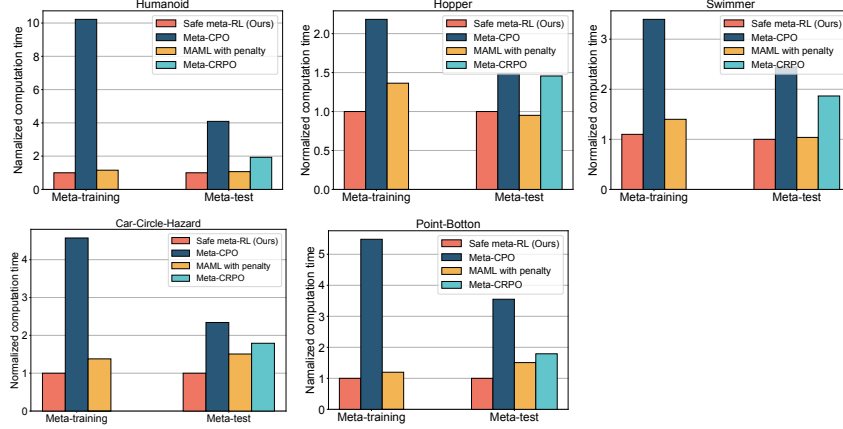 Humanoid
Namalized computation time
10
8
6
4
2
0
Safe meta-RL (Ours)
Meta-CPO
MAML with penalty
Meta-CRPO
Meta-training
Meta-test
Hopper
Normalized computation time
2.0
1.5
1.0
0.5
0.0
Safe meta-RL (Ours)
Meta-CPO
MAML with penalty
Meta-CRPO
Meta-training
Meta-test
Swimmer
Normalized computation time
3
2
1
0
Safe meta-RL (Ours)
Meta-CPO
MAML with penalty
Meta-CRPO
Meta-training
Meta-test
Car-Circle-Hazard
Normalized computation time
4
3
2
1
0
Safe meta-RL (Ours)
Meta-CPO
MAML with penalty
Meta-CRPO
Meta-training
Meta-test
Point-Botton
Normalized computation time
5
4
3
2
1
0
Safe meta-RL (Ours)
Meta-CPO
MAML with penalty
Meta-CRPO
Meta-training
Meta-test